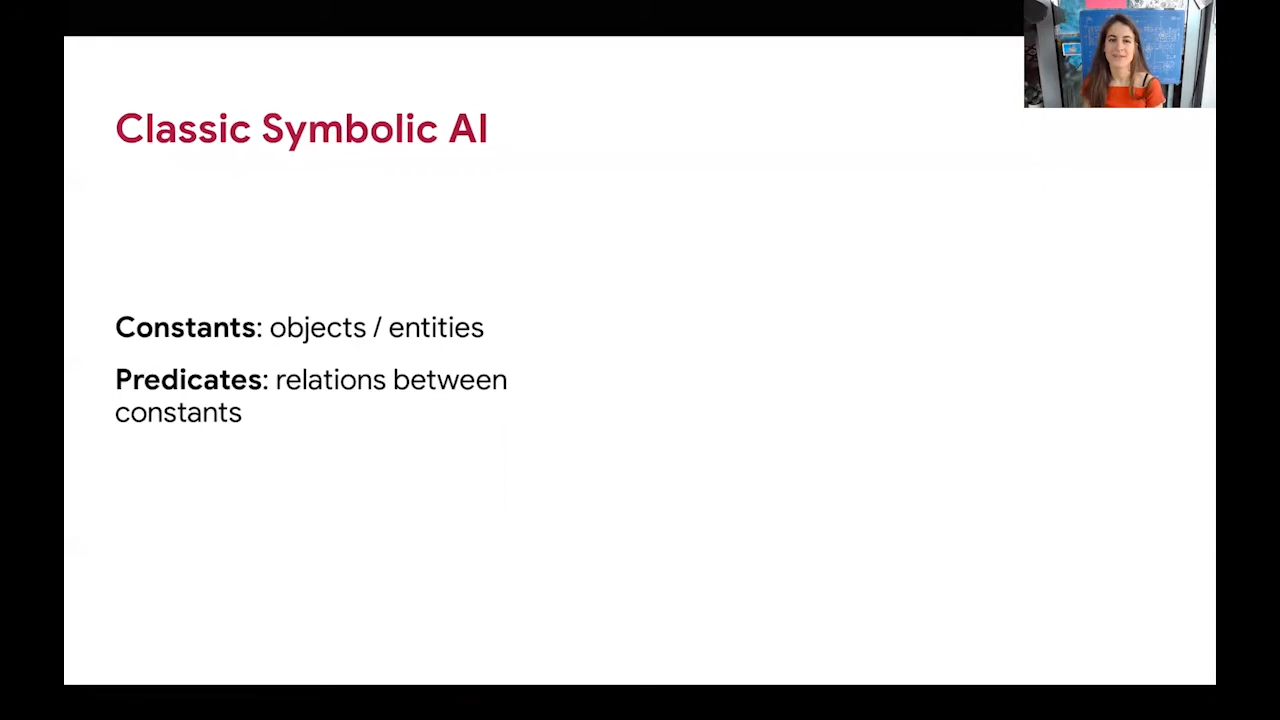 Classic Symbolic AI
Constants: objects / entities
Predicates: relations between
constants